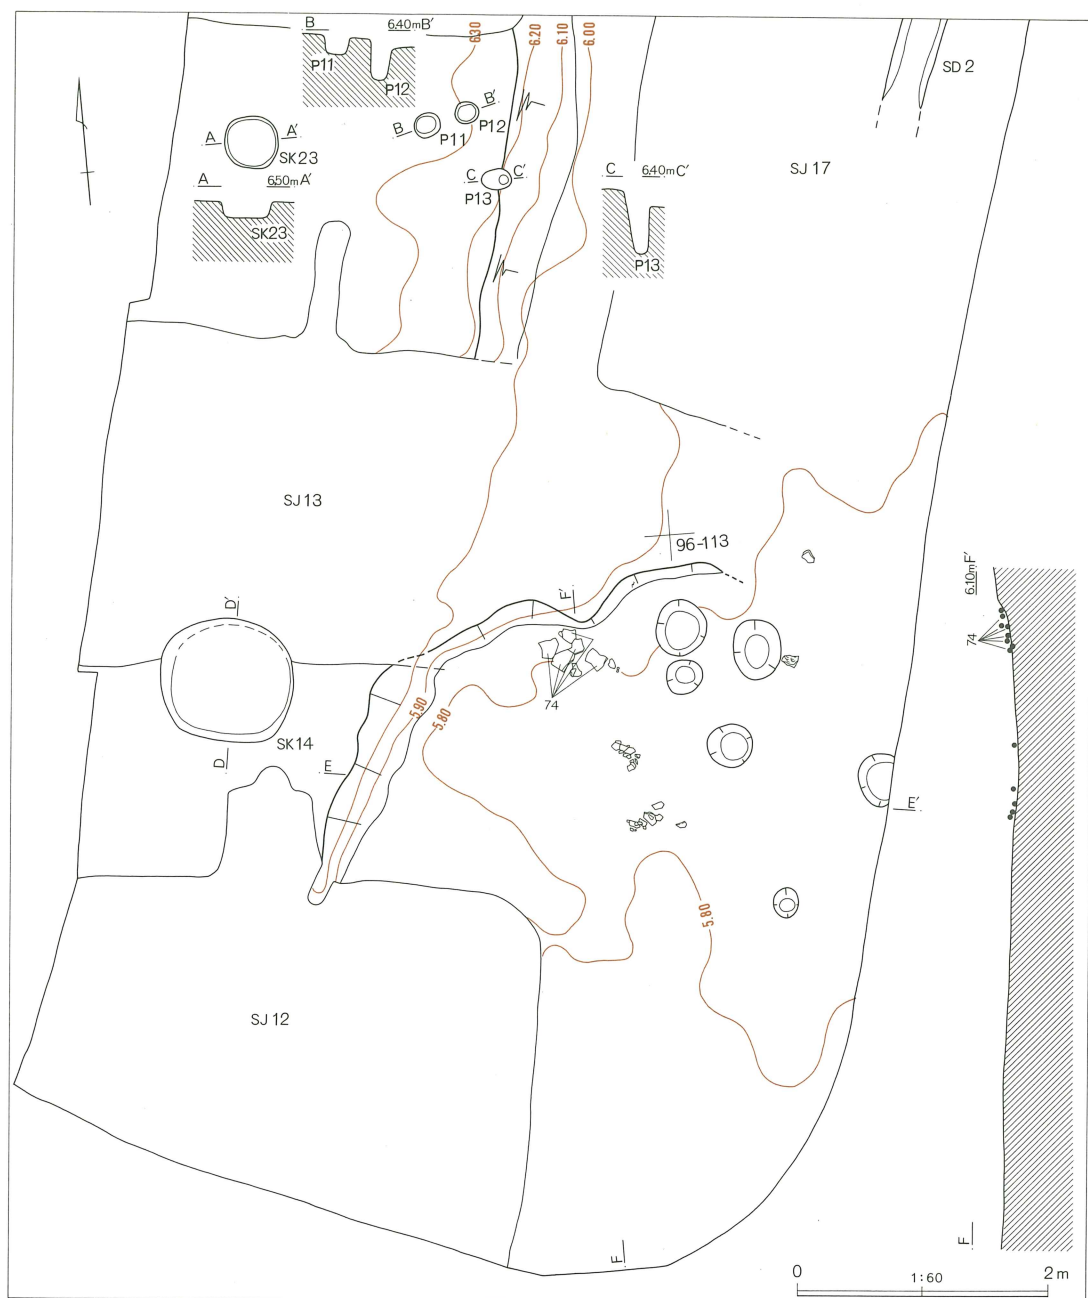 B 6.40mB′
P11
P12
6.30
6.20
6.10
6.00
SD 2
B′
B
P12
P11
A A′
SK23
A 6.50mA′
SK23
C C′
P13
C 6.40mC′
P13
SJ 17
SJ 13
96-113
F′
D′
6.10mF′
74
74
5.90
5.80
SK14
D
E
E′
5.80
SJ 12
F
F
0 1:60 2 m